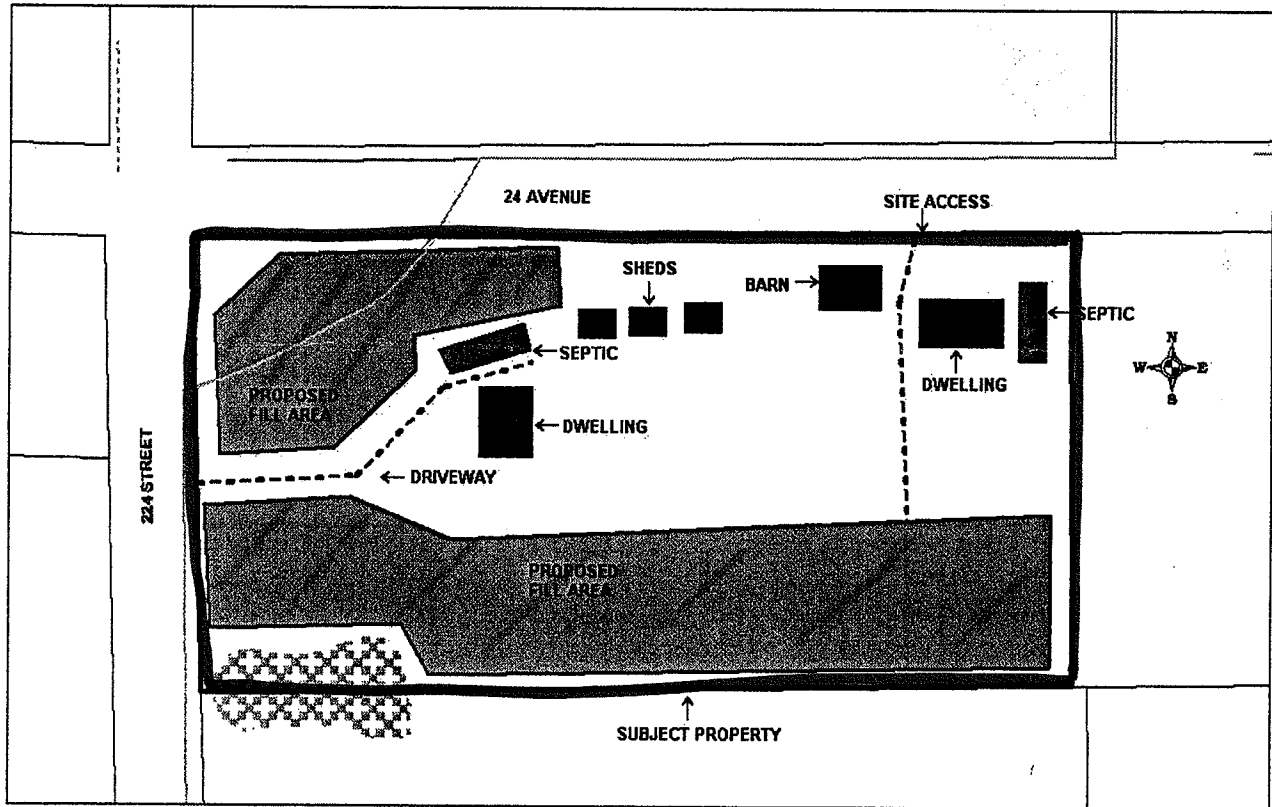 24 AVENUE
SITE ACCESS
SHEDS
BARN
SEPTIC
SEPTIC
DWELLING
PROPOSED
FILL AREA
DWELLING
DRIVEWAY
224 STREET
PROPOSED
FILL AREA
SUBJECT PROPERTY
N
W
E
S